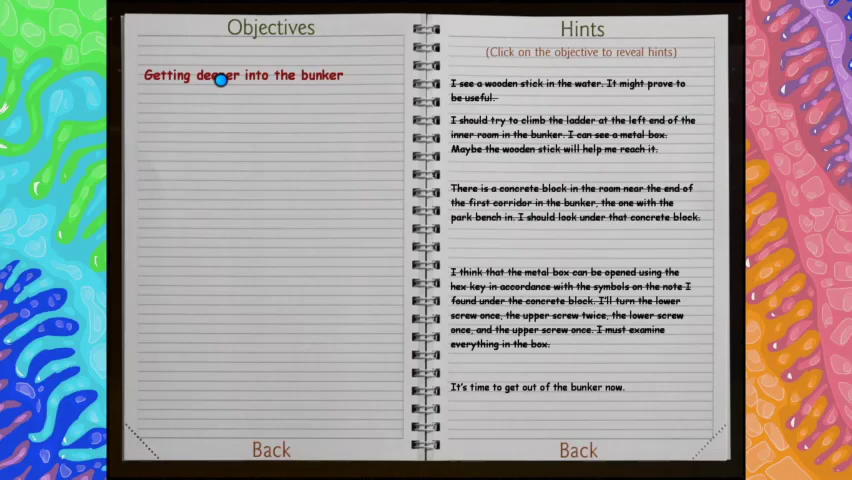 Objectives
Getting deeper into the bunker
Back
Hints
(Click on the objective to reveal hints)
I see a wooden stick in the water. It might prove to
be useful.
I should try to climb the ladder at the left end of the
inner room in the bunker. I can see a metal box.
Maybe the wooden stick will help me reach it.
There is a concrete block in the room near the end of
the first corridor in the bunker, the one with the
park bench in. I should look under that concrete block.
I think that the metal box can be opened using the
hex key in accordance with the symbols on the note I
found under the concrete block. I'll turn the lower
screw once, the upper screw twice, the lower screw
once, and the upper screw once. I must examine
everything in the box.
It's time to get out of the bunker now.
Back